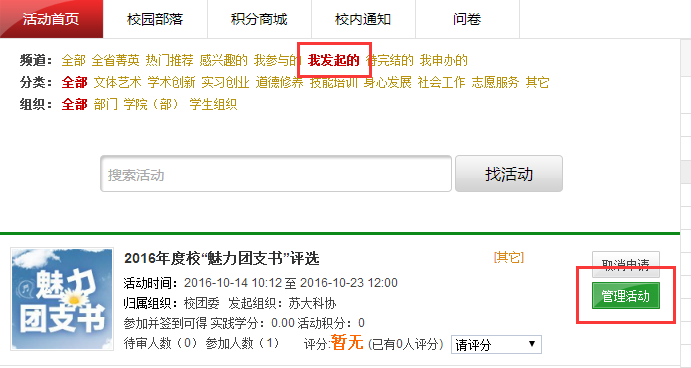 活动首页 校园部落 积分商城 校内通知 问卷
频道： 全部 全省菁英 热门推荐 感兴趣的 我参与的 我发起的 待完结的 我申办的
分类： 全部 文体艺术 学术创新 实习创业 道德修养 技能培训 身心发展 社会工作 志愿服务 其它
组织： 全部 部门 学院（部） 学生组织
搜索活动 找活动
魅力
团支书
2016年度校“魅力团支书”评选 [其它] 取消申请
活动时间：2016-10-14 10:12 至 2016-10-23 12:00
管理活动
归属组织：校团委 发起组织：苏大科协
参加并签到可得 实践学分：0.00 活动积分：0
待审人数（0） 参加人数（1） 评分:暂无 (已有0人评分) 请评分